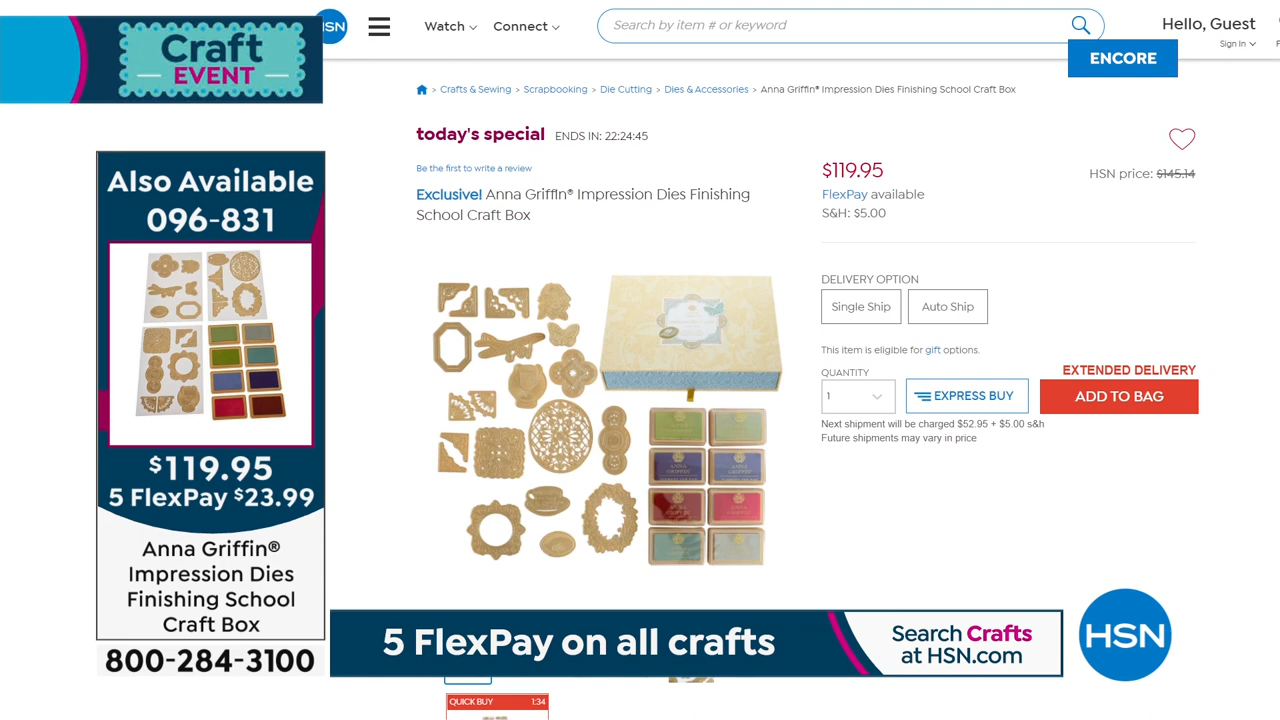 Craft
EVENT
HSN
Watch
Connect
Search by item # or keyword
Hello, Guest
Sign In
ENCORE
> Crafts & Sewing > Scrapbooking > Die Cutting > Dies & Accessories > Anna Griffin® Impression Dies Finishing School Craft Box
today's special ENDS IN: 22:24:45
Be the first to write a review
Exclusive! Anna Griffin® Impression Dies Finishing
School Craft Box
$119.95
HSN price: $145.14
FlexPay available
S&H: $5.00
DELIVERY OPTION
Single Ship
Auto Ship
This item is eligible for gift options.
QUANTITY
1
EXPRESS BUY
EXTENDED DELIVERY
ADD TO BAG
Next shipment will be charged $52.95 + $5.00 s&h
Future shipments may vary in price
Also Available
096-831
$119.95
5 FlexPay $23.99
Anna Griffin®
Impression Dies
Finishing School
Craft Box
800-284-3100
ANNA
GRIFFIN
ANNA
GRIFFIN
5 FlexPay on all crafts
Search Crafts
at HSN.com
HSN
QUICK BUY 1:34